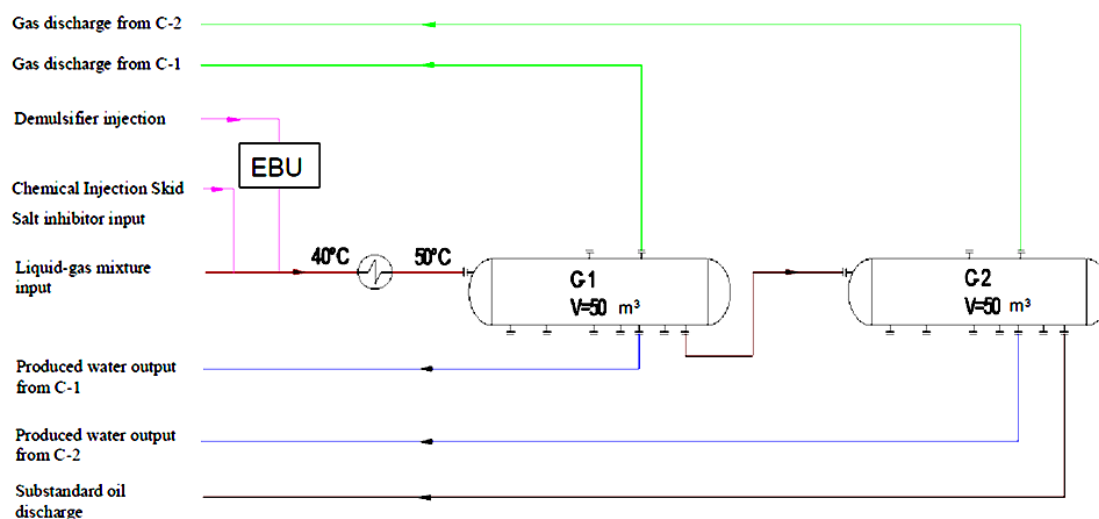 Gas discharge from C-2
Gas discharge from C-1
Demulsifier injection
EBU
Chemical Injection Skid
Salt inhibitor input
Liquid-gas mixture
input
40°C
50°C
G-1
V=50 m³
G-2
V=50 m³
Produced water output
from C-1
Produced water output
from C-2
Substandard oil
discharge